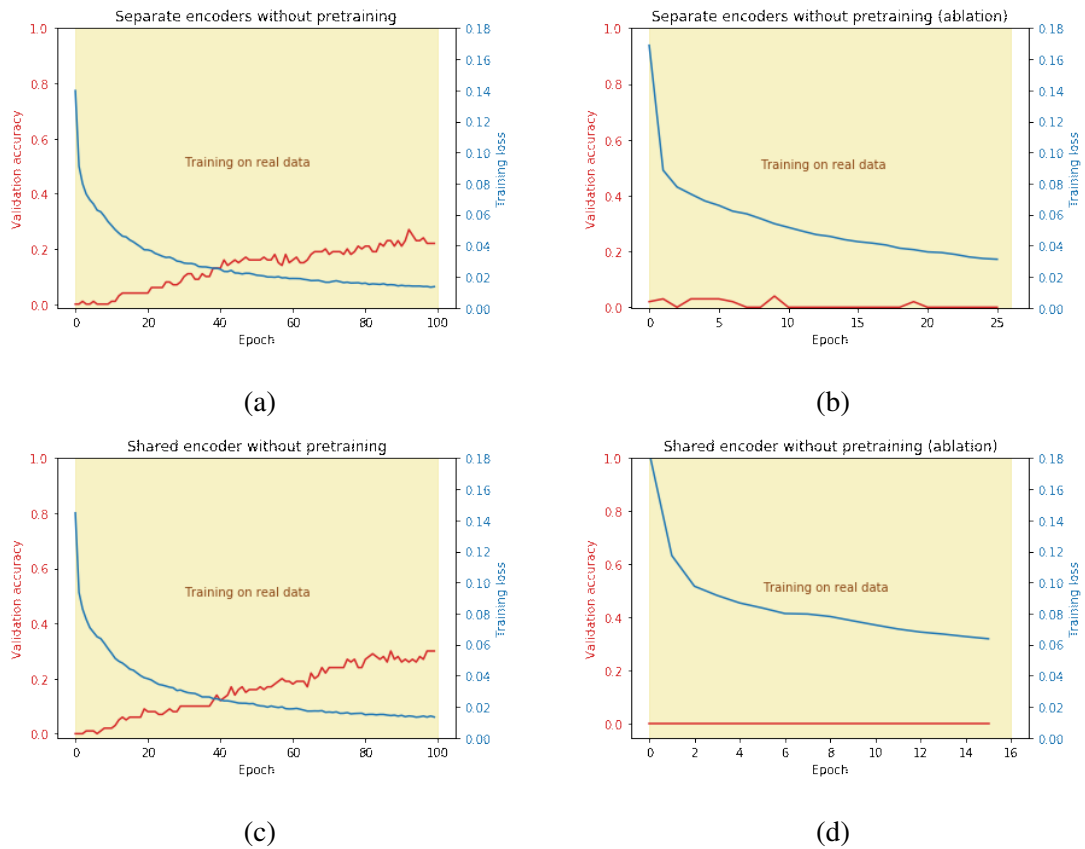 Separate encoders without pretraining
1.0
0.8
0.6
0.4
0.2
0.0
Validation accuracy
Training on real data
0.18
0.16
0.14
0.12
0.10
0.08
0.06
0.04
0.02
0.00
Training loss
0 20 40 60 80 100
Epoch
(a)
Separate encoders without pretraining (ablation)
1.0
0.8
0.6
0.4
0.2
0.0
Validation accuracy
Training on real data
0.18
0.16
0.14
0.12
0.10
0.08
0.06
0.04
0.02
0.00
Training loss
0 5 10 15 20 25
Epoch
(b)
Shared encoder without pretraining
1.0
0.8
0.6
0.4
0.2
0.0
Validation accuracy
Training on real data
0.18
0.16
0.14
0.12
0.10
0.08
0.06
0.04
0.02
0.00
Training loss
0 20 40 60 80 100
Epoch
(c)
Shared encoder without pretraining (ablation)
1.0
0.8
0.6
0.4
0.2
0.0
Validation accuracy
Training on real data
0.18
0.16
0.14
0.12
0.10
0.08
0.06
0.04
0.02
0.00
Training loss
0 2 4 6 8 10 12 14 16
Epoch
(d)